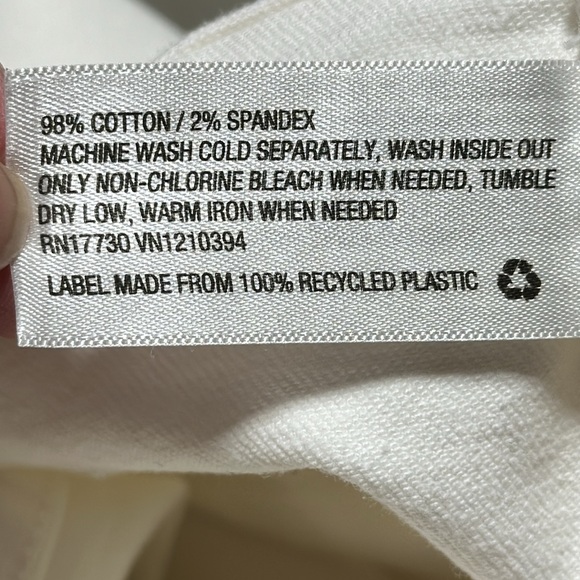 98% COTTON / 2% SPANDEX
MACHINE WASH COLD SEPARATELY, WASH INSIDE OUT
ONLY NON-CHLORINE BLEACH WHEN NEEDED, TUMBLE
DRY LOW, WARM IRON WHEN NEEDED
RN17730 VN1210394
LABEL MADE FROM 100% RECYCLED PLASTIC